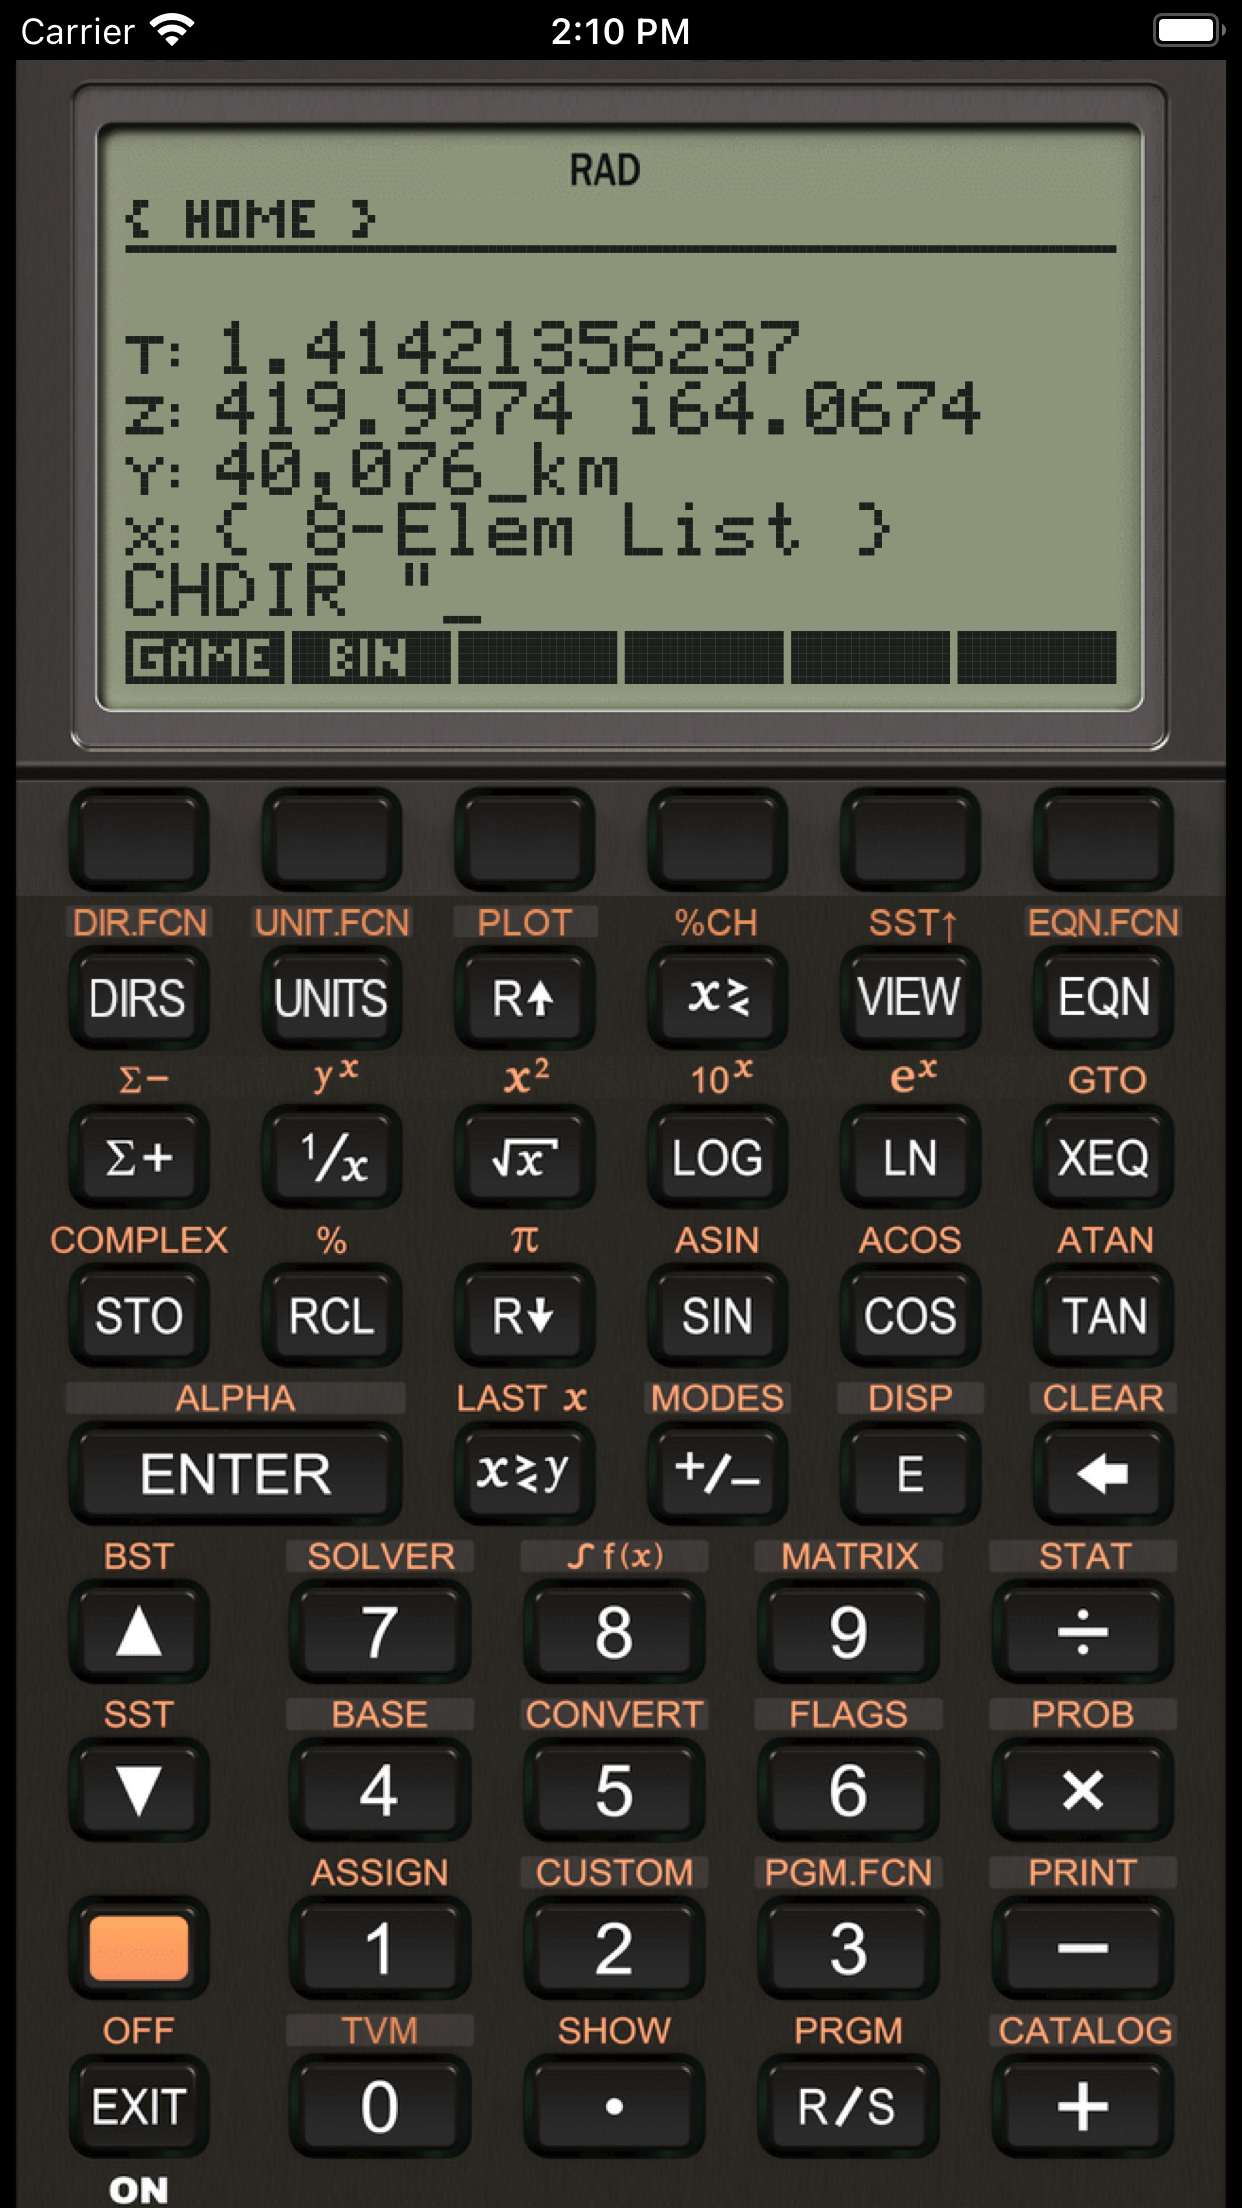 Carrier 2:10 PM
RAD
{ HOME }
T: 1.41421356237
Z: 419.9974 i64.0674
Y: 40,076_km
X: { 8-Elem List }
CHDIR "_
GAME BIN
DIR.FCN UNIT.FCN PLOT %CH SST↑ EQN.FCN
DIRS UNITS R↑ x≷ VIEW EQN
Σ− y^x x² 10^x e^x GTO
Σ+ 1/x √x LOG LN XEQ
COMPLEX % π ASIN ACOS ATAN
STO RCL R↓ SIN COS TAN
ALPHA LAST x MODES DISP CLEAR
ENTER x≷y +/− E ←
BST SOLVER ∫f(x) MATRIX STAT
▲ 7 8 9 ÷
SST BASE CONVERT FLAGS PROB
▼ 4 5 6 ×
ASSIGN CUSTOM PGM.FCN PRINT
1 2 3 −
OFF TVM SHOW PRGM CATALOG
EXIT 0 . R/S +
ON